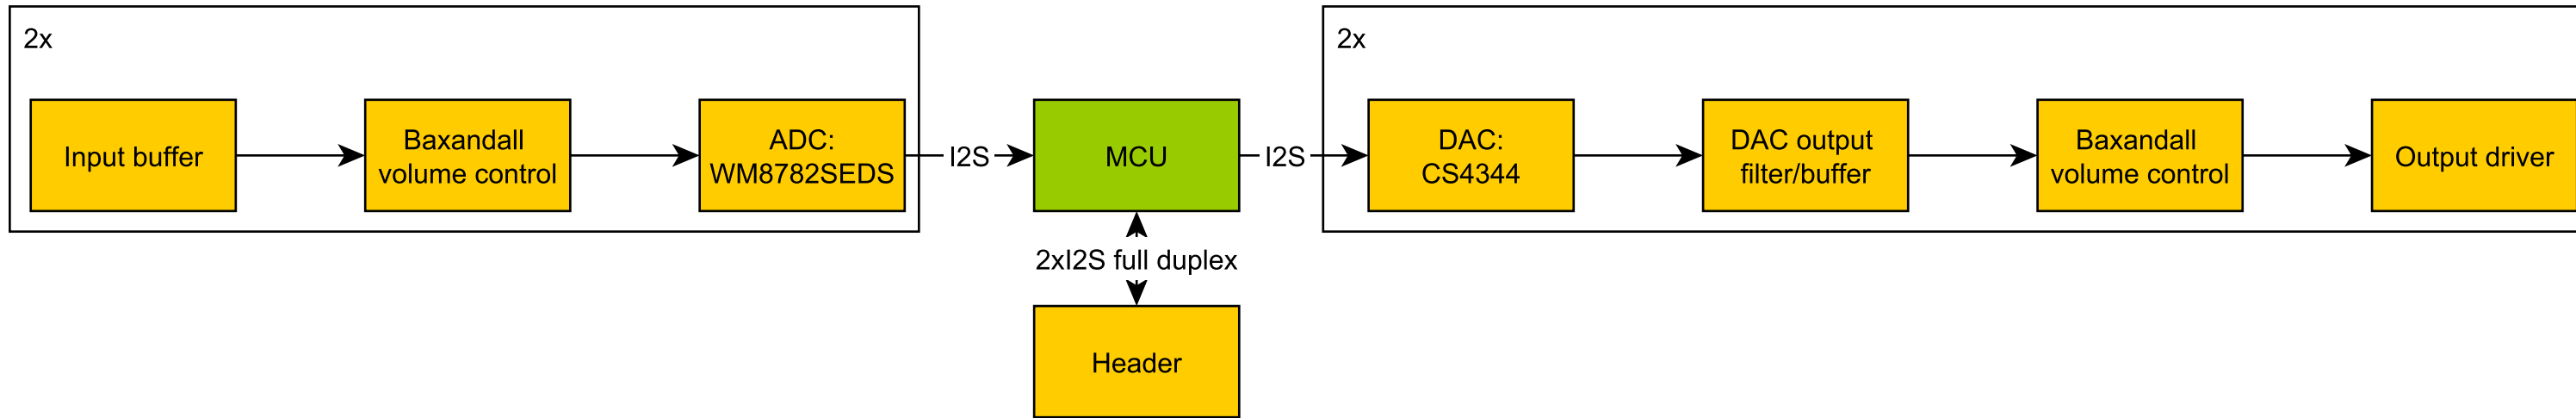 2x
2x
Input buffer
Baxandall
volume control
ADC:
WM8782SEDS
I2S
MCU
I2S
DAC:
CS4344
DAC output
filter/buffer
Baxandall
volume control
Output driver
2xI2S full duplex
Header